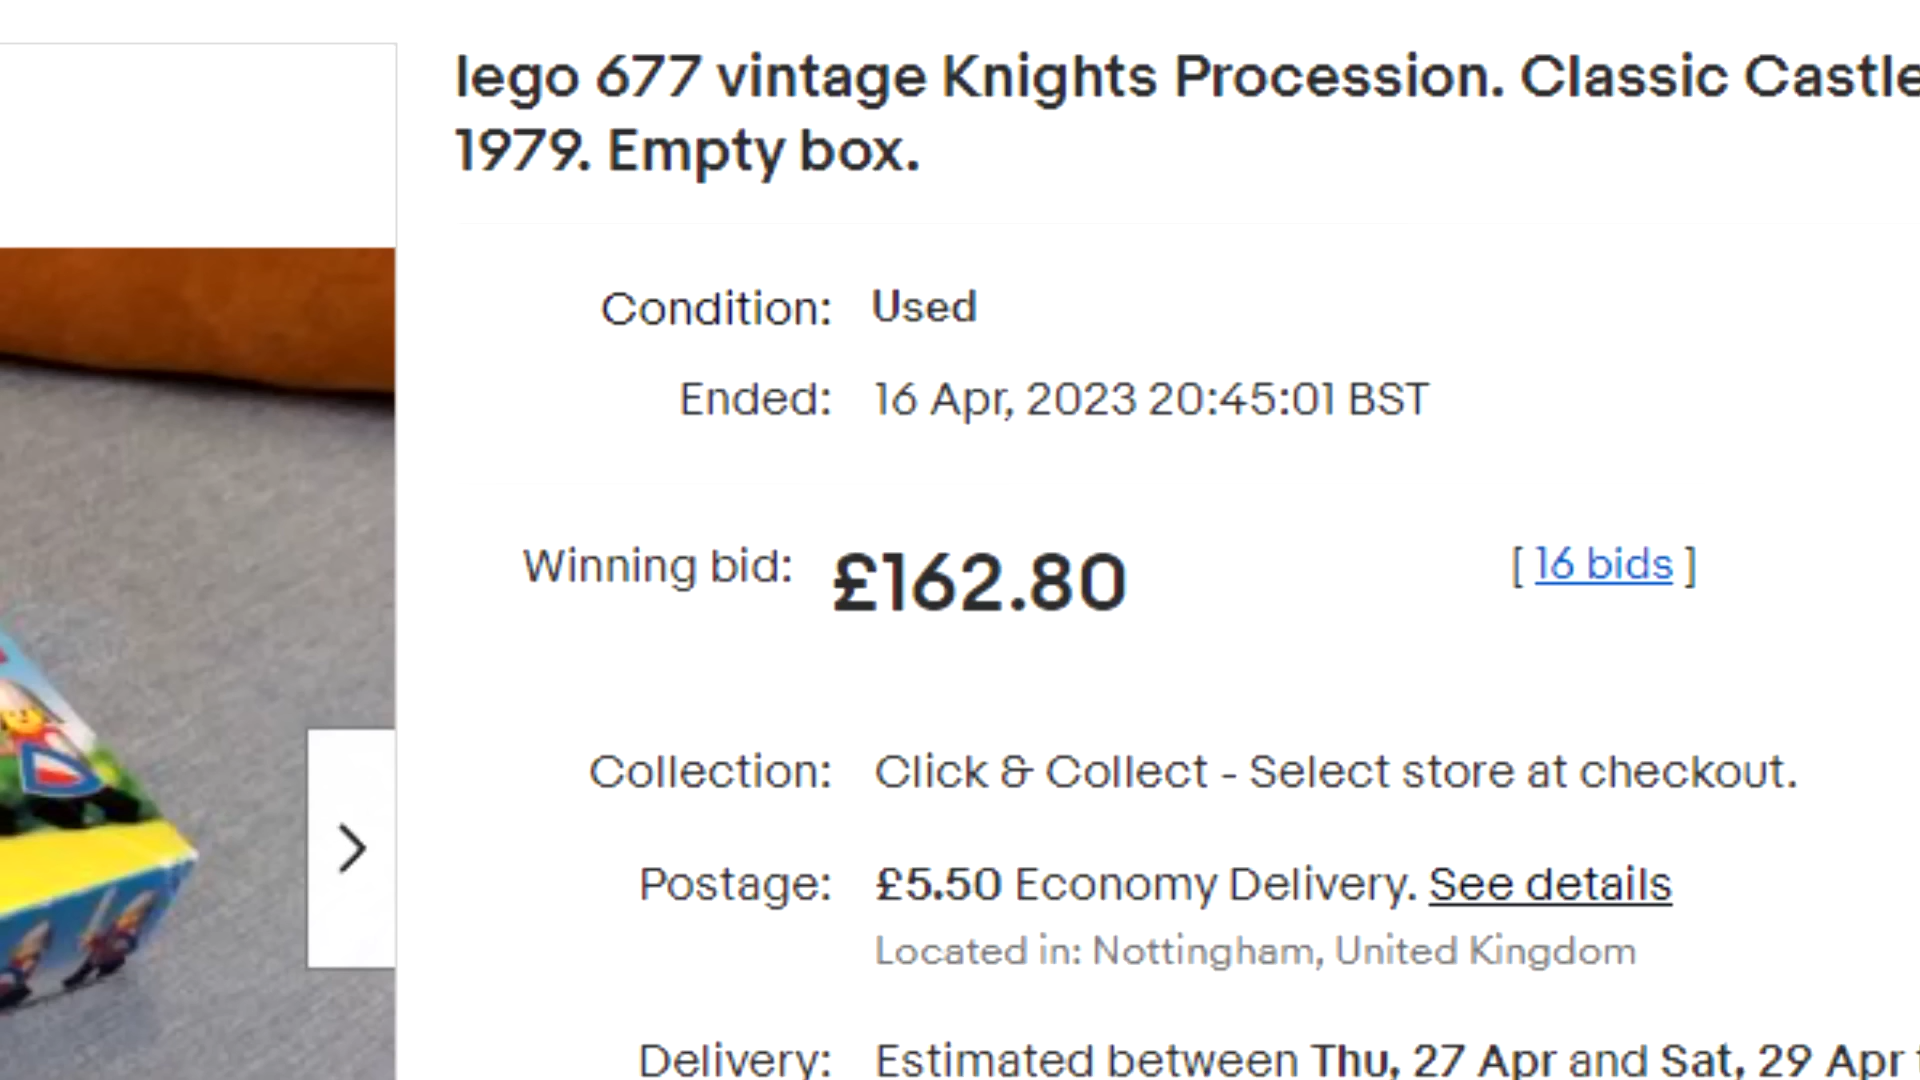 lego 677 vintage Knights Procession. Classic Castle
1979. Empty box.
Condition: Used
Ended: 16 Apr, 2023 20:45:01 BST
Winning bid: £162.80 [ 16 bids ]
Collection: Click & Collect - Select store at checkout.
Postage: £5.50 Economy Delivery. See details
Located in: Nottingham, United Kingdom
Delivery: Estimated between Thu, 27 Apr and Sat, 29 Apr